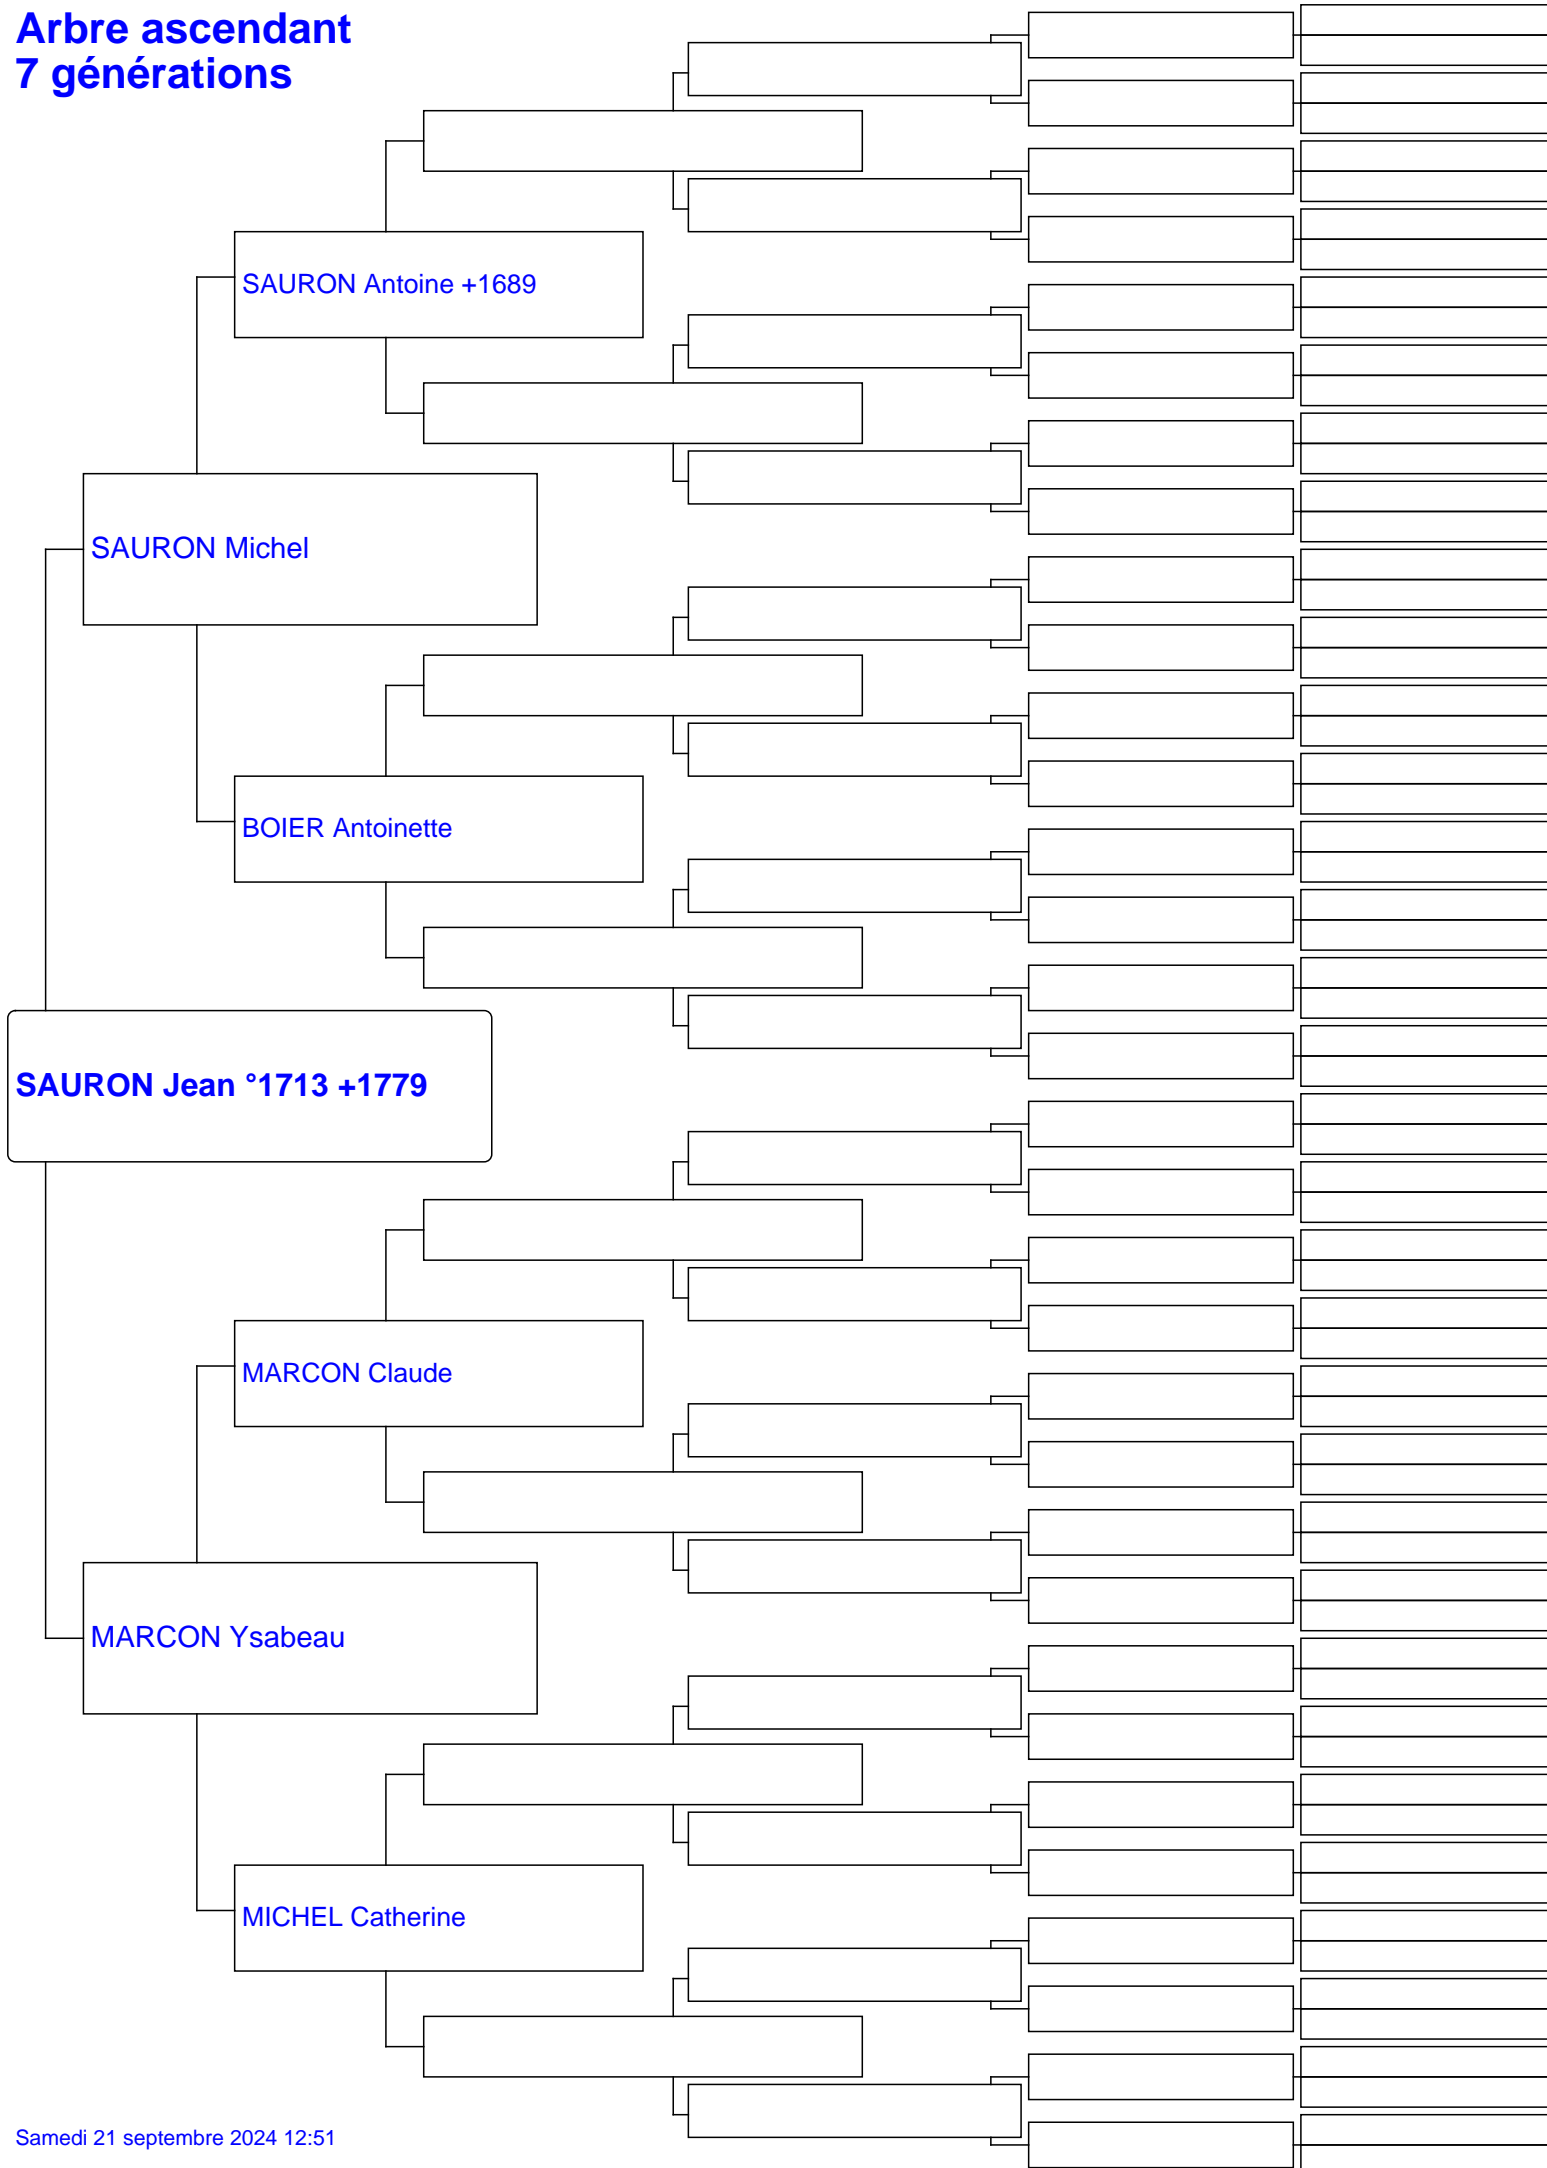 Arbre ascendant
7 générations
SAURON Antoine +1689
SAURON Michel
BOIER Antoinette
SAURON Jean °1713 +1779
MARCON Claude
MARCON Ysabeau
MICHEL Catherine
Samedi 21 septembre 2024 12:51